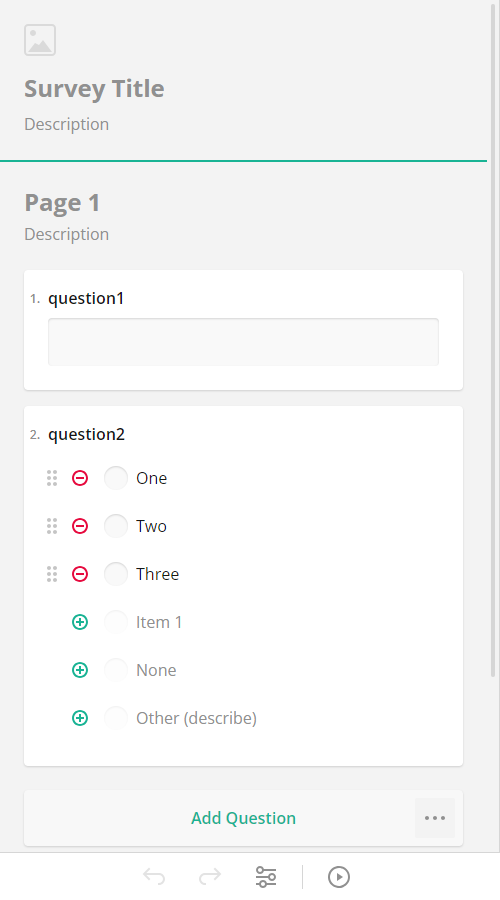 Survey Title
Description
Page 1
Description
1. question1
2. question2
One
Two
Three
Item 1
None
Other (describe)
Add Question